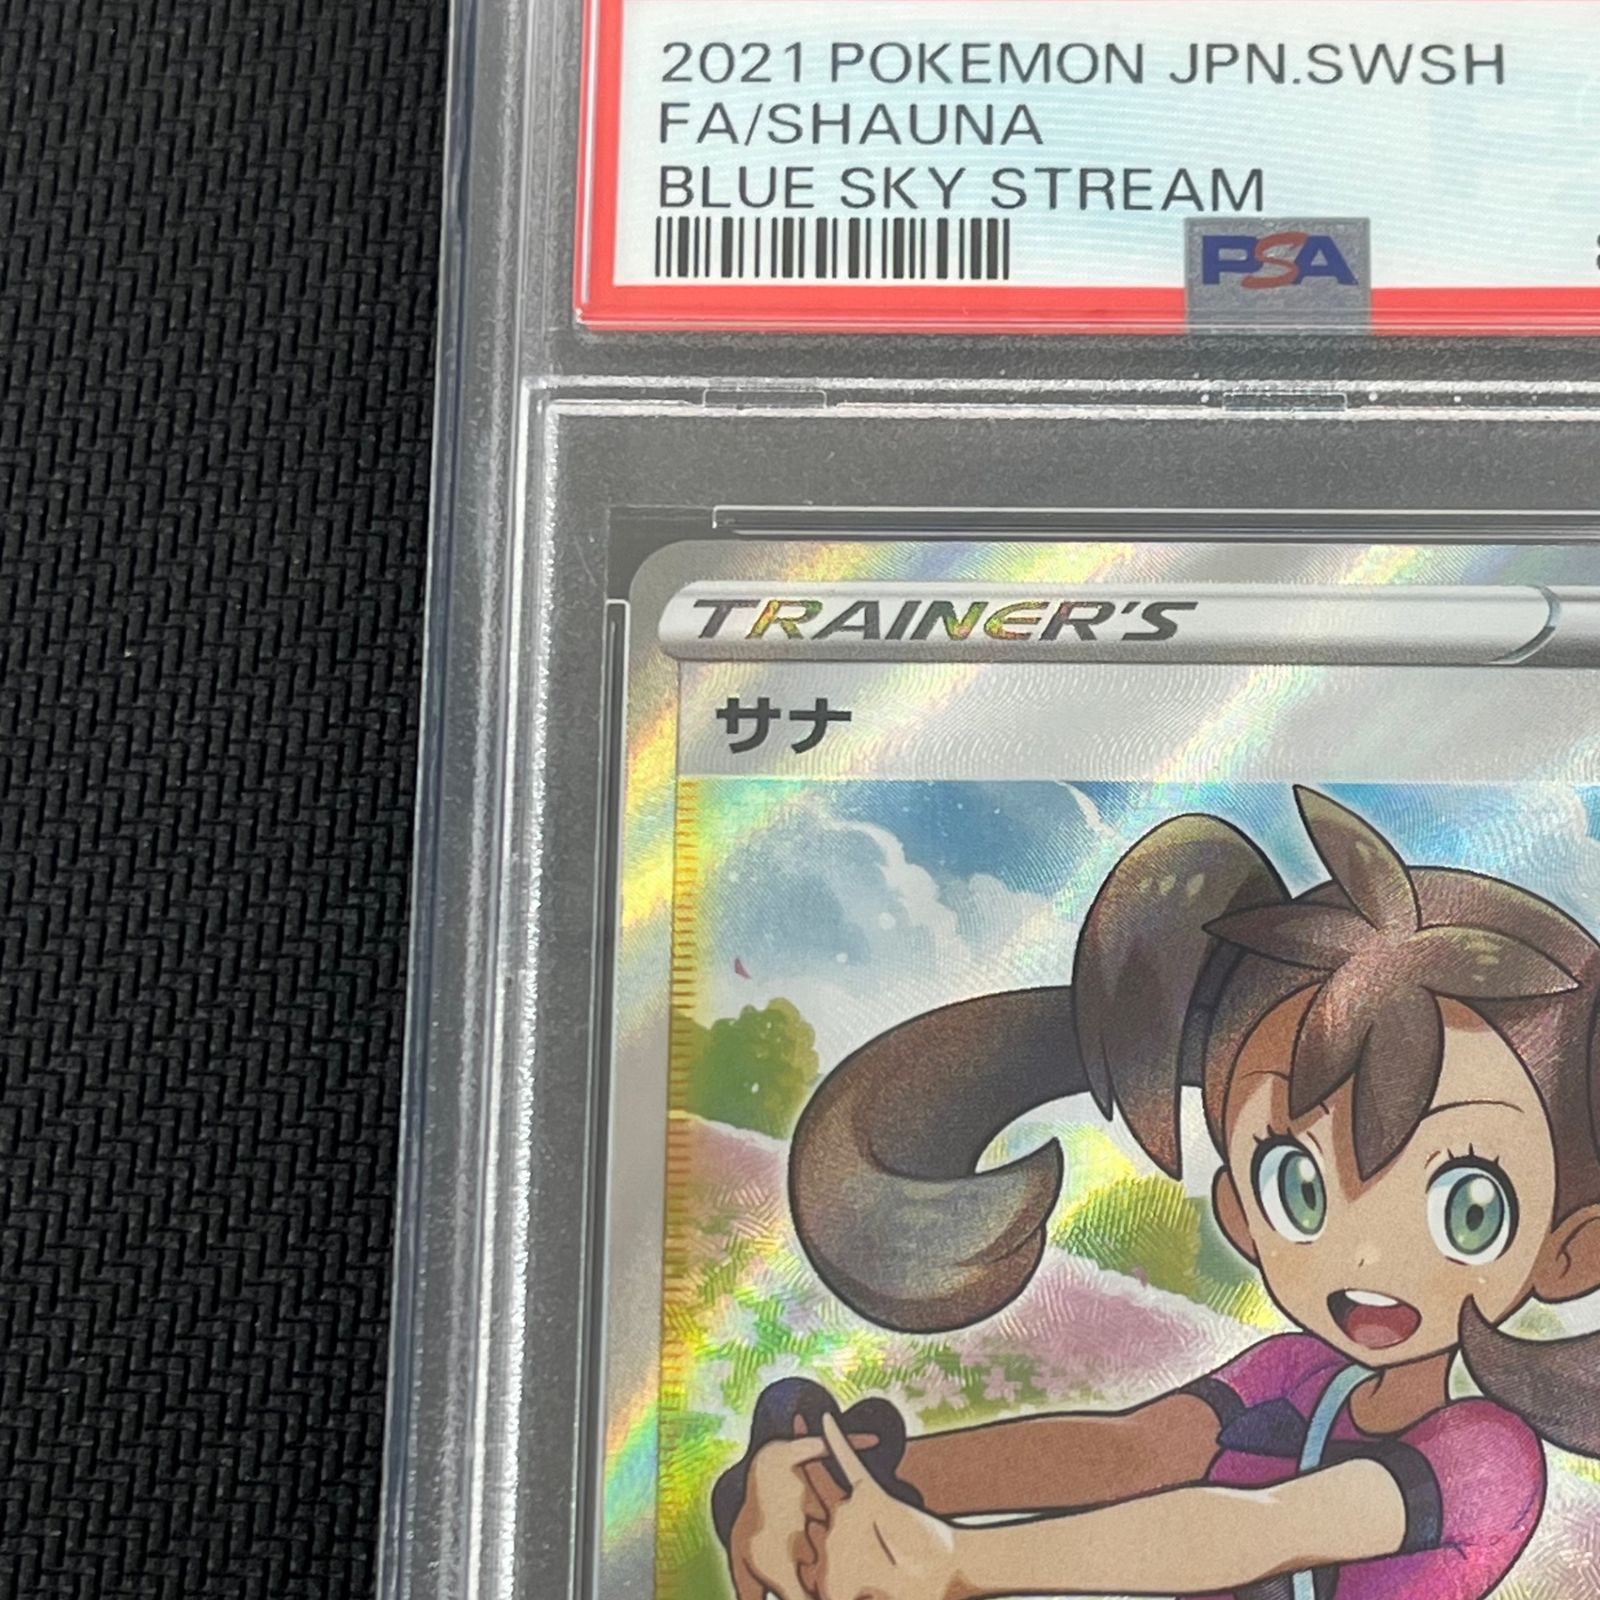 2021 POKEMON JPN.SWSH
FA/SHAUNA
BLUE SKY STREAM
PSA
TRAINER'S
サナ